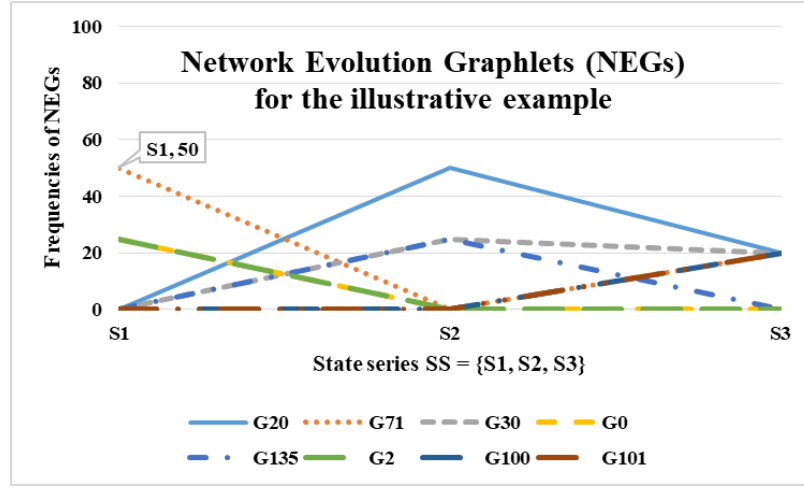 100
80
60
40
20
0
Frequencies of NEGs
Network Evolution Graphlets (NEGs)
for the illustrative example
S1, 50
S1 S2 S3
State series SS = {S1, S2, S3}
G20 G71 G30 G0
G135 G2 G100 G101